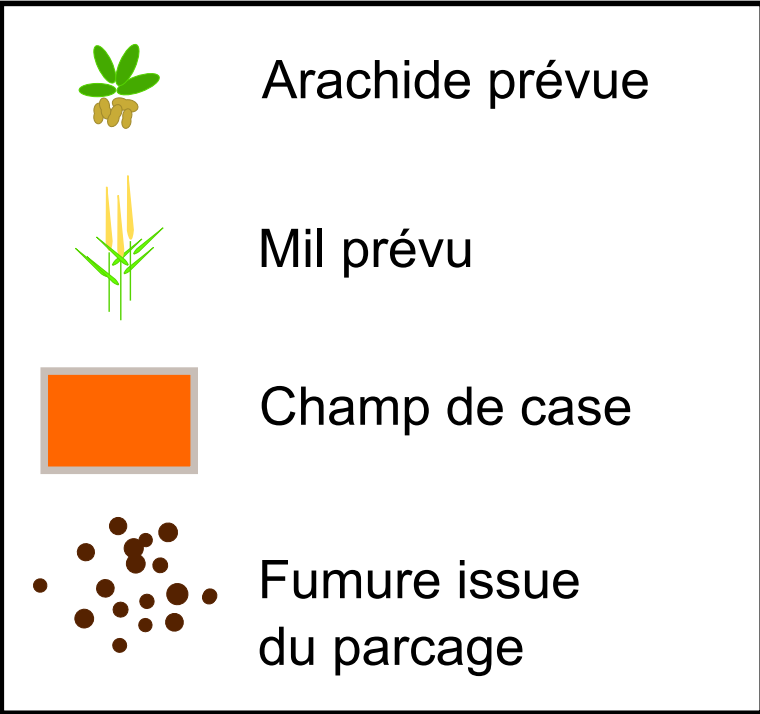 Arachide prévue
Mil prévu
Champ de case
Fumure issue
du parcage